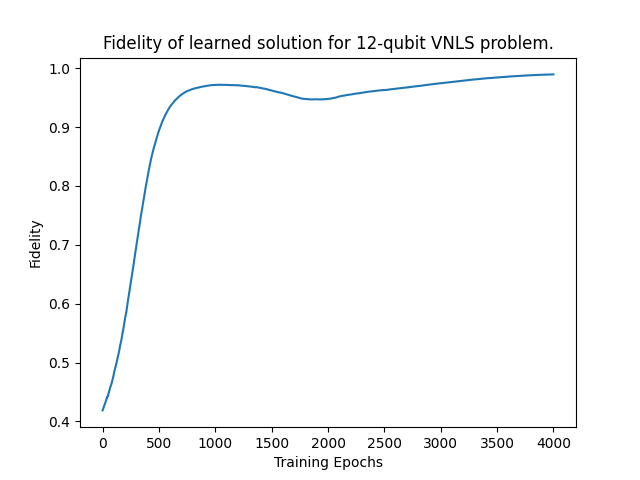 Fidelity of learned solution for 12-qubit VNLS problem.
1.0
0.9
0.8
0.7
0.6
0.5
0.4
Fidelity
0 500 1000 1500 2000 2500 3000 3500 4000
Training Epochs